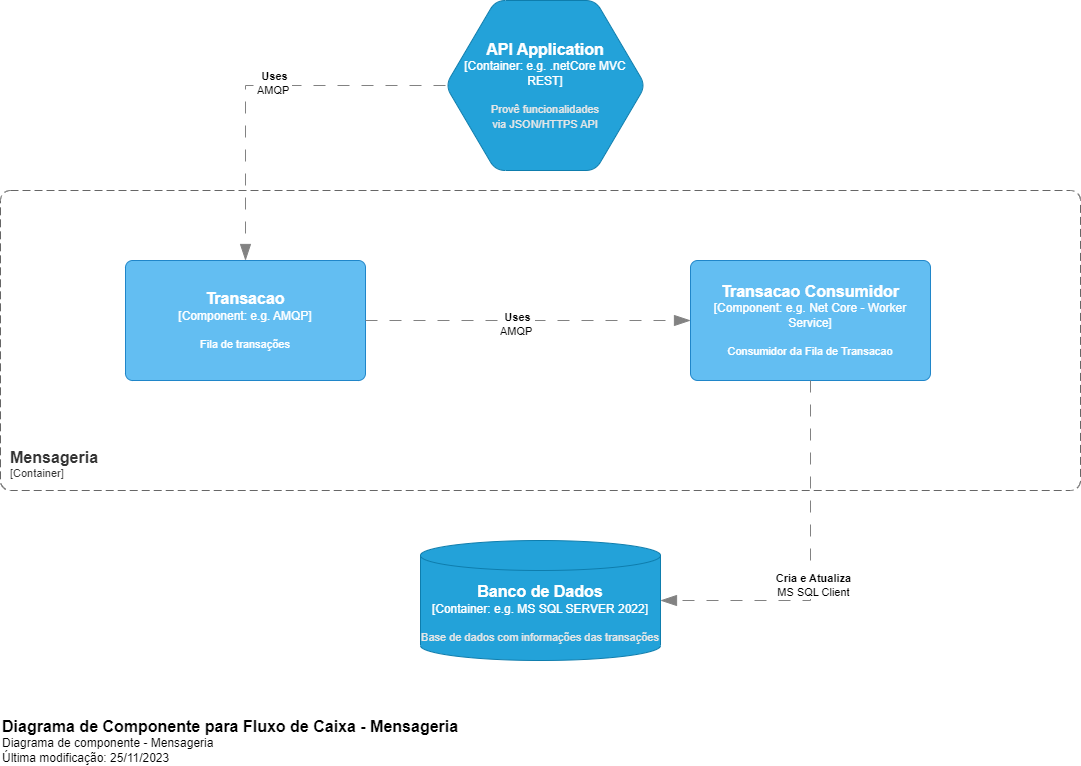 API Application
[Container: e.g. .netCore MVC
REST]
Provê funcionalidades
via JSON/HTTPS API
Uses
AMQP
Transacao
[Component: e.g. AMQP]
Fila de transações
Uses
AMQP
Transacao Consumidor
[Component: e.g. Net Core - Worker
Service]
Consumidor da Fila de Transacao
Mensageria
[Container]
Cria e Atualiza
MS SQL Client
Banco de Dados
[Container: e.g. MS SQL SERVER 2022]
Base de dados com informações das transações
Diagrama de Componente para Fluxo de Caixa - Mensageria
Diagrama de componente - Mensageria
Última modificação: 25/11/2023